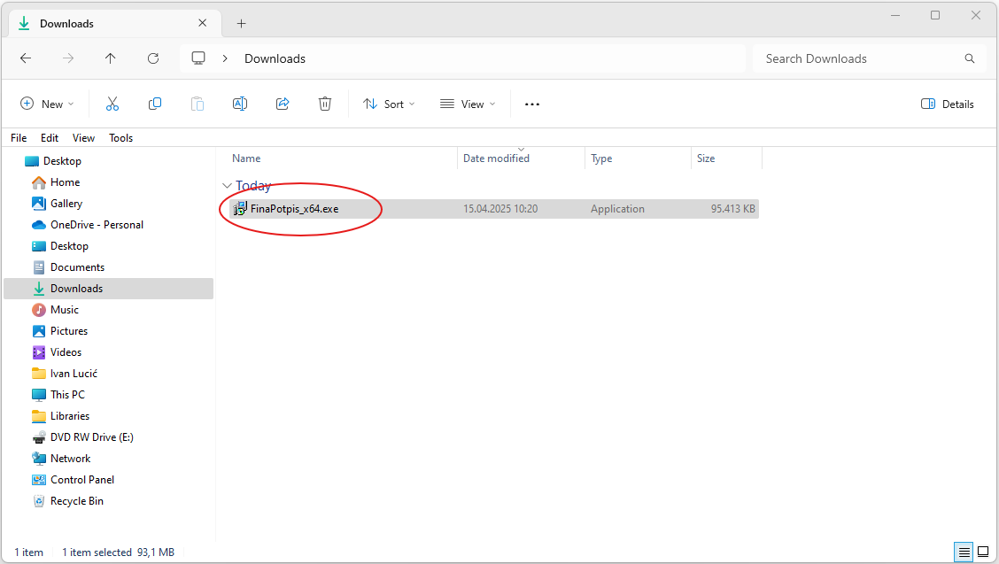 Downloads
Downloads
Search Downloads
New
Sort
View
Details
File Edit View Tools
Name Date modified Type Size
Today
FinaPotpis_x64.exe 15.04.2025 10:20 Application 95.413 KB
Desktop
Home
Gallery
OneDrive - Personal
Desktop
Documents
Downloads
Music
Pictures
Videos
Ivan Lucić
This PC
Libraries
DVD RW Drive (E:)
Network
Control Panel
Recycle Bin
1 item 1 item selected 93,1 MB